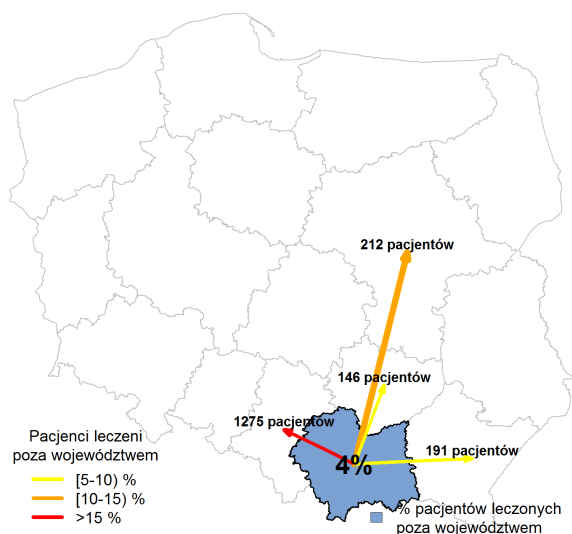 212 pacjentów
146 pacjentów
1275 pacjentów
191 pacjentów
4%
Pacjenci leczeni
poza województwem
[5-10) %
[10-15) %
>15 %
% pacjentów leczonych
poza województwem